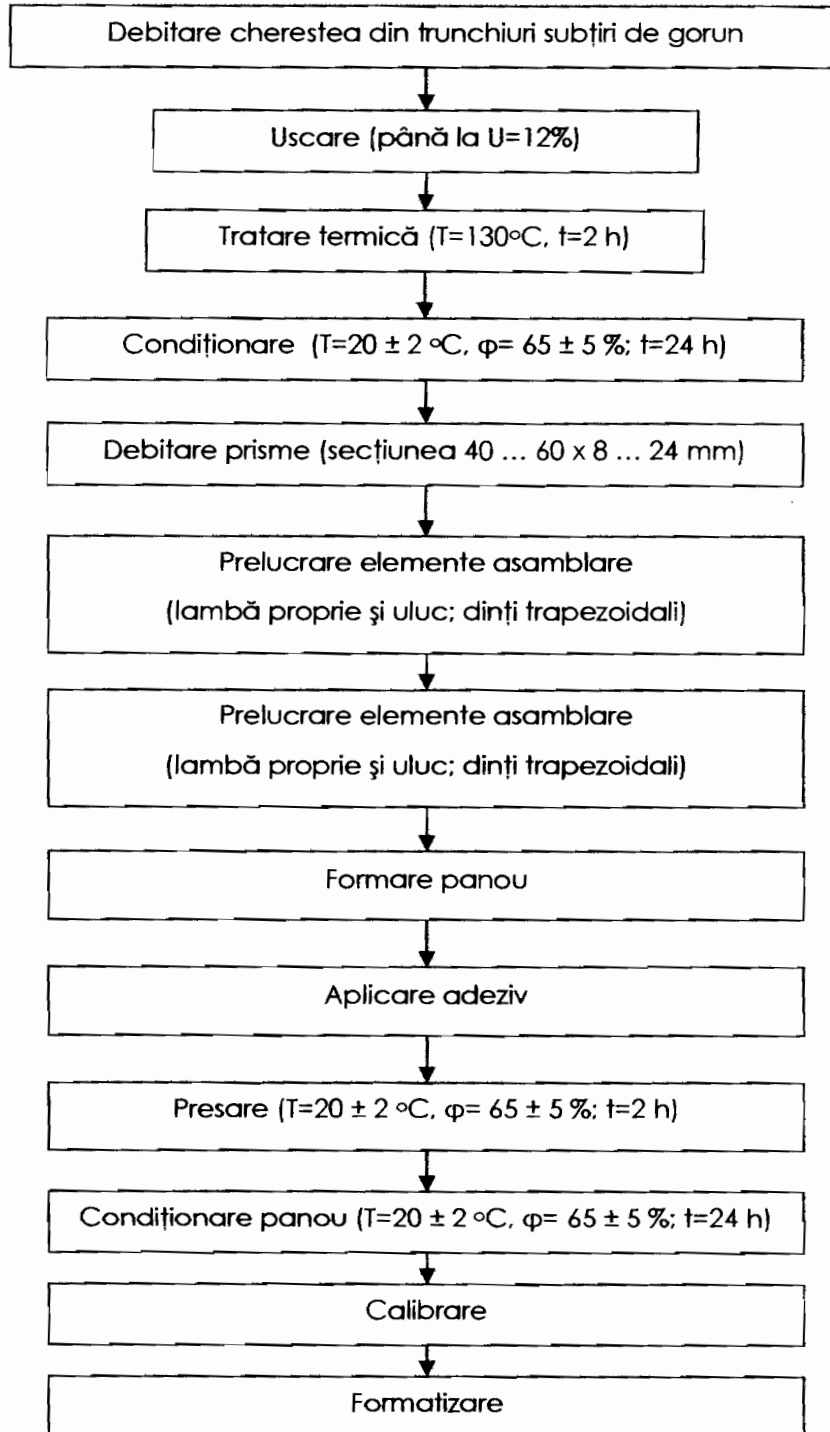 Debitare cherestea din trunchiuri subțiri de gorun
Uscare (până la U=12%)
Tratare termică (T=130°C, t=2 h)
Condiționare (T=20 ± 2 °C, φ= 65 ± 5 %; t=24 h)
Debitare prisme (secțiunea 40 ... 60 x 8 ... 24 mm)
Prelucrare elemente asamblare
(lambă proprie și uluc; dinți trapezoidali)
Prelucrare elemente asamblare
(lambă proprie și uluc; dinți trapezoidali)
Formare panou
Aplicare adeziv
Presare (T=20 ± 2 °C, φ= 65 ± 5 %; t=2 h)
Condiționare panou (T=20 ± 2 °C, φ= 65 ± 5 %; t=24 h)
Calibrare
Formatizare